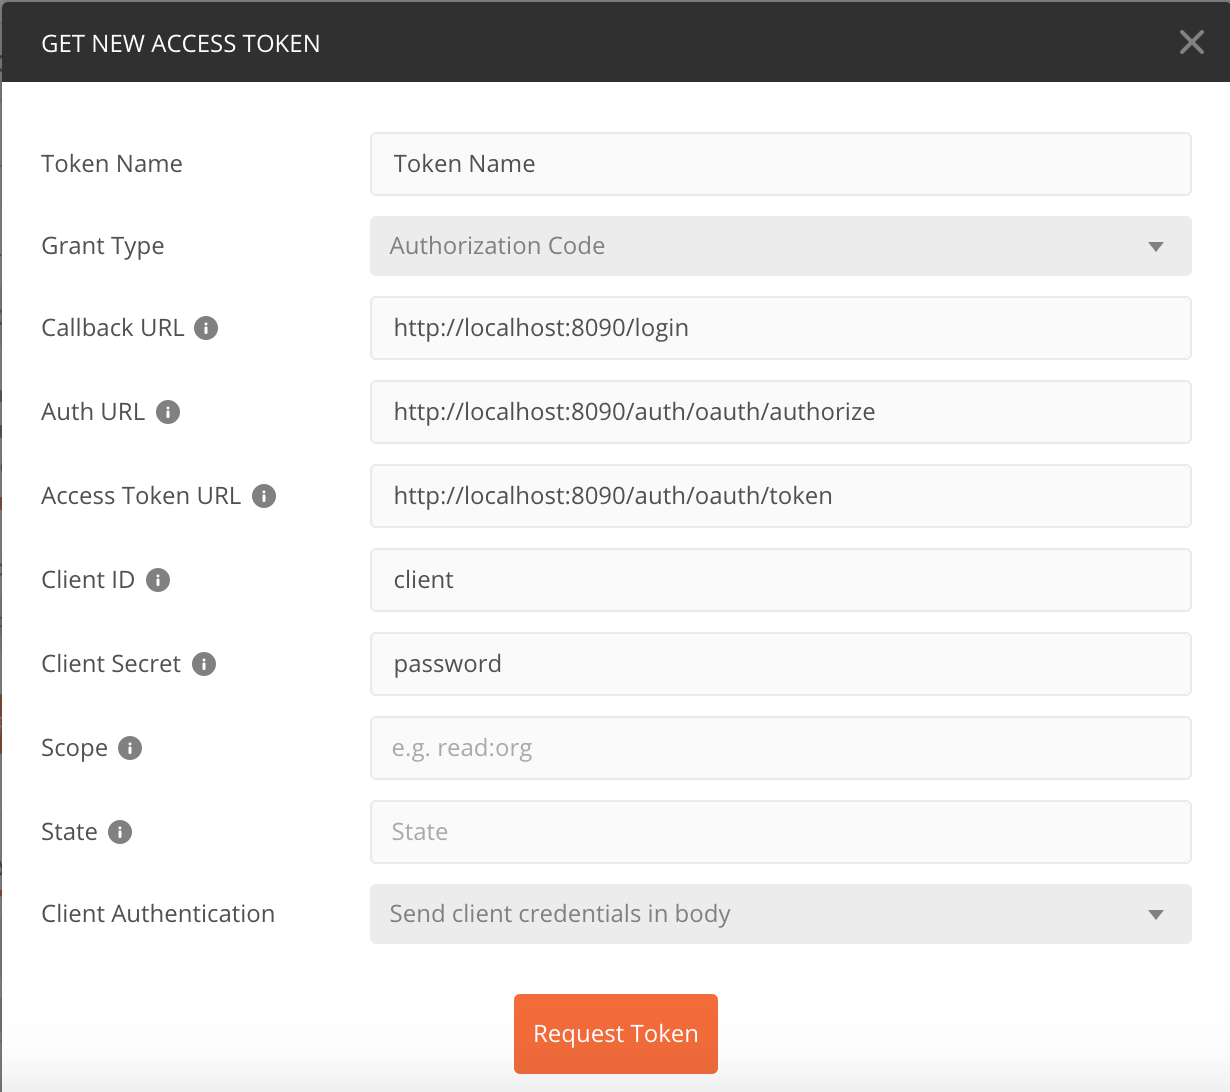 GET NEW ACCESS TOKEN
Token Name
Token Name
Grant Type
Authorization Code
Callback URL
http://localhost:8090/login
Auth URL
http://localhost:8090/auth/oauth/authorize
Access Token URL
http://localhost:8090/auth/oauth/token
Client ID
client
Client Secret
password
Scope
e.g. read:org
State
State
Client Authentication
Send client credentials in body
Request Token